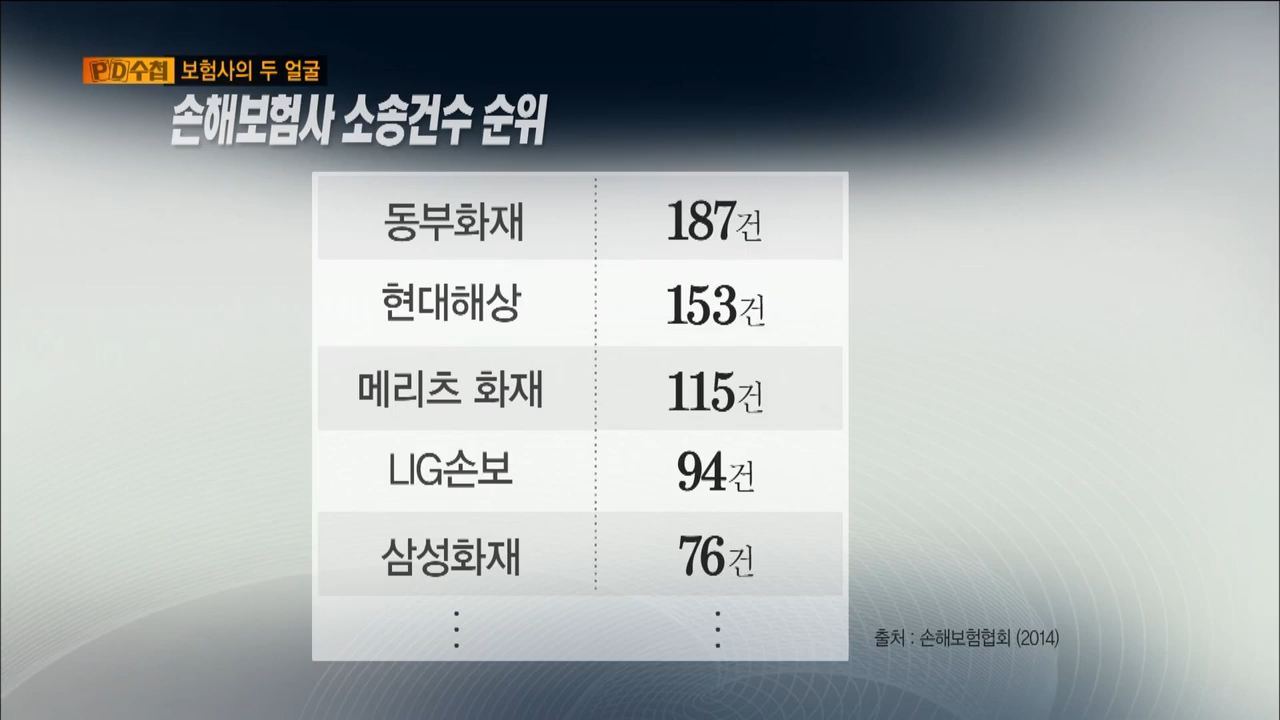 PD수첩 보험사의 두 얼굴
손해보험사 소송건수 순위
동부화재 187건
현대해상 153건
메리츠 화재 115건
LIG손보 94건
삼성화재 76건
출처 : 손해보험협회 (2014)